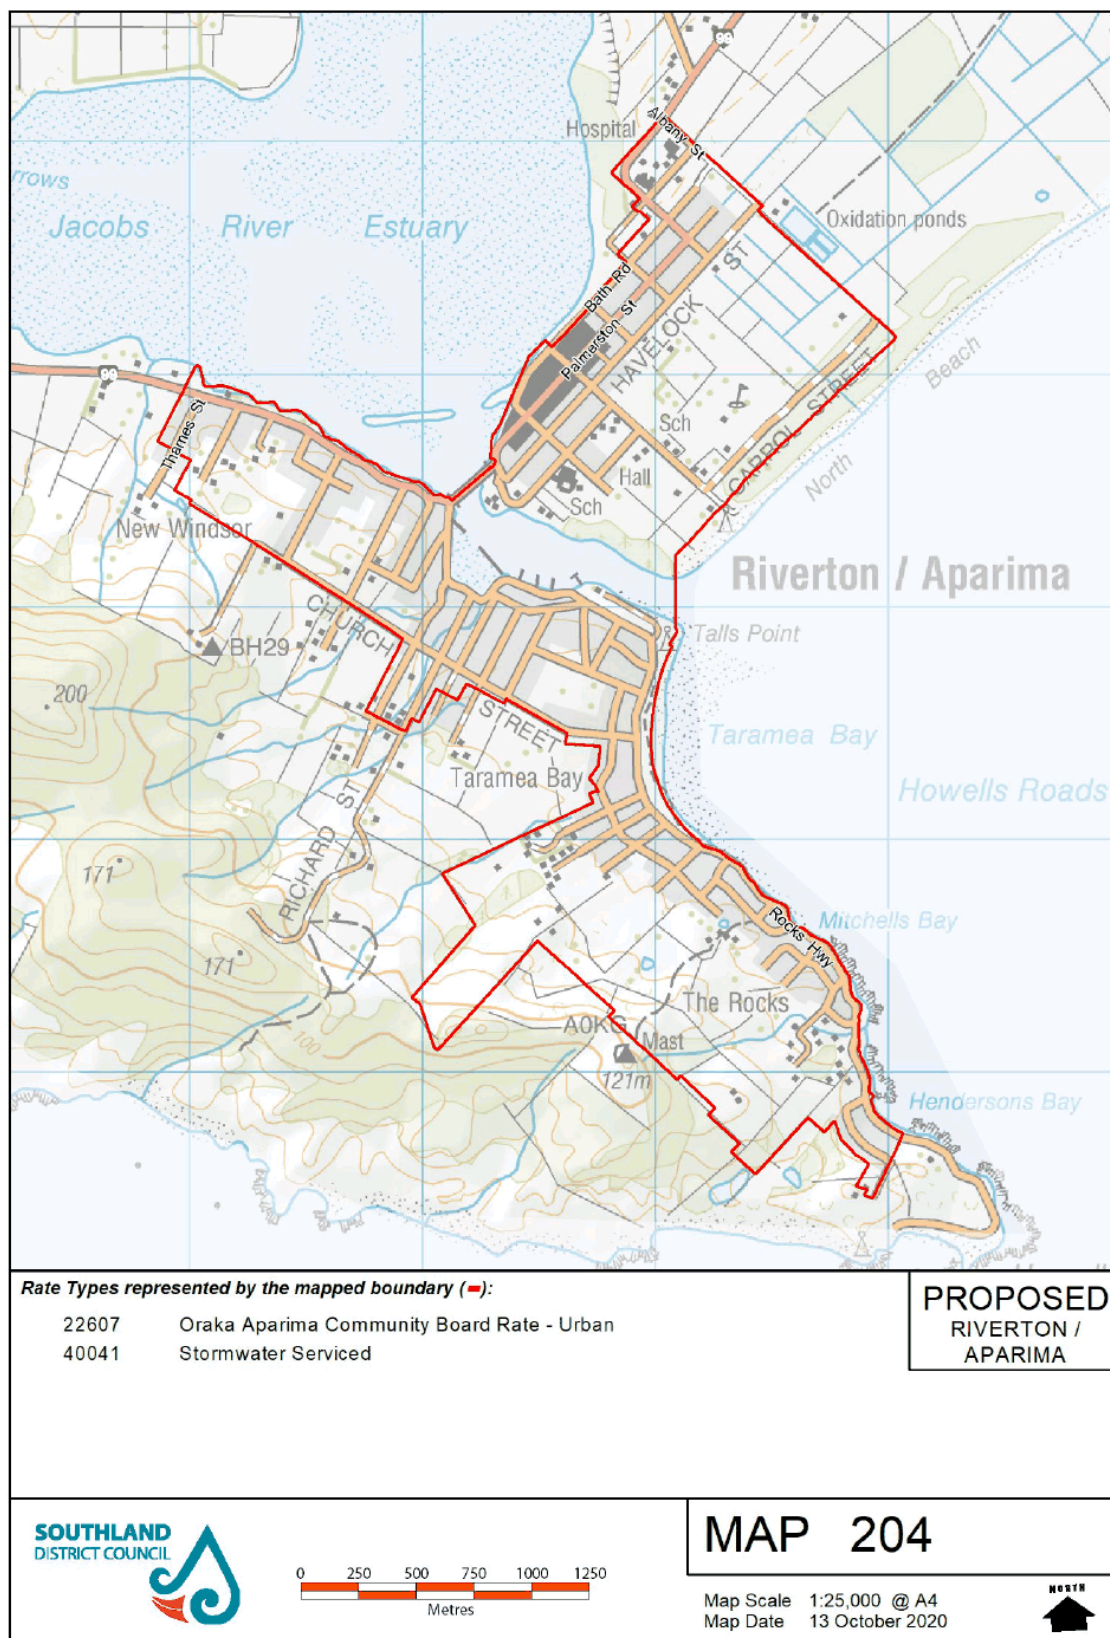 99
Hospital
Albany St
rrows
Jacobs River Estuary
Oxidation ponds
Bath Rd
Palmerston St
HAVELOCK ST
Beach
99
CARROL STREET
Thames St
Sch
North
Hall
Sch
New Windsor
Riverton / Aparima
CHURCH STREET
BH29
Talls Point
200
Taramea Bay
Taramea Bay
Howells Roads
RICHARD ST
171
Rocks Hwy
Mitchells Bay
171
The Rocks
100
A0KG
Mast
121m
Hendersons Bay
Rate Types represented by the mapped boundary ( ):
22607 Oraka Aparima Community Board Rate - Urban
40041 Stormwater Serviced
PROPOSED
RIVERTON /
APARIMA
SOUTHLAND
DISTRICT COUNCIL
0 250 500 750 1000 1250
Metres
MAP 204
Map Scale 1:25,000 @ A4
Map Date 13 October 2020
NORTH